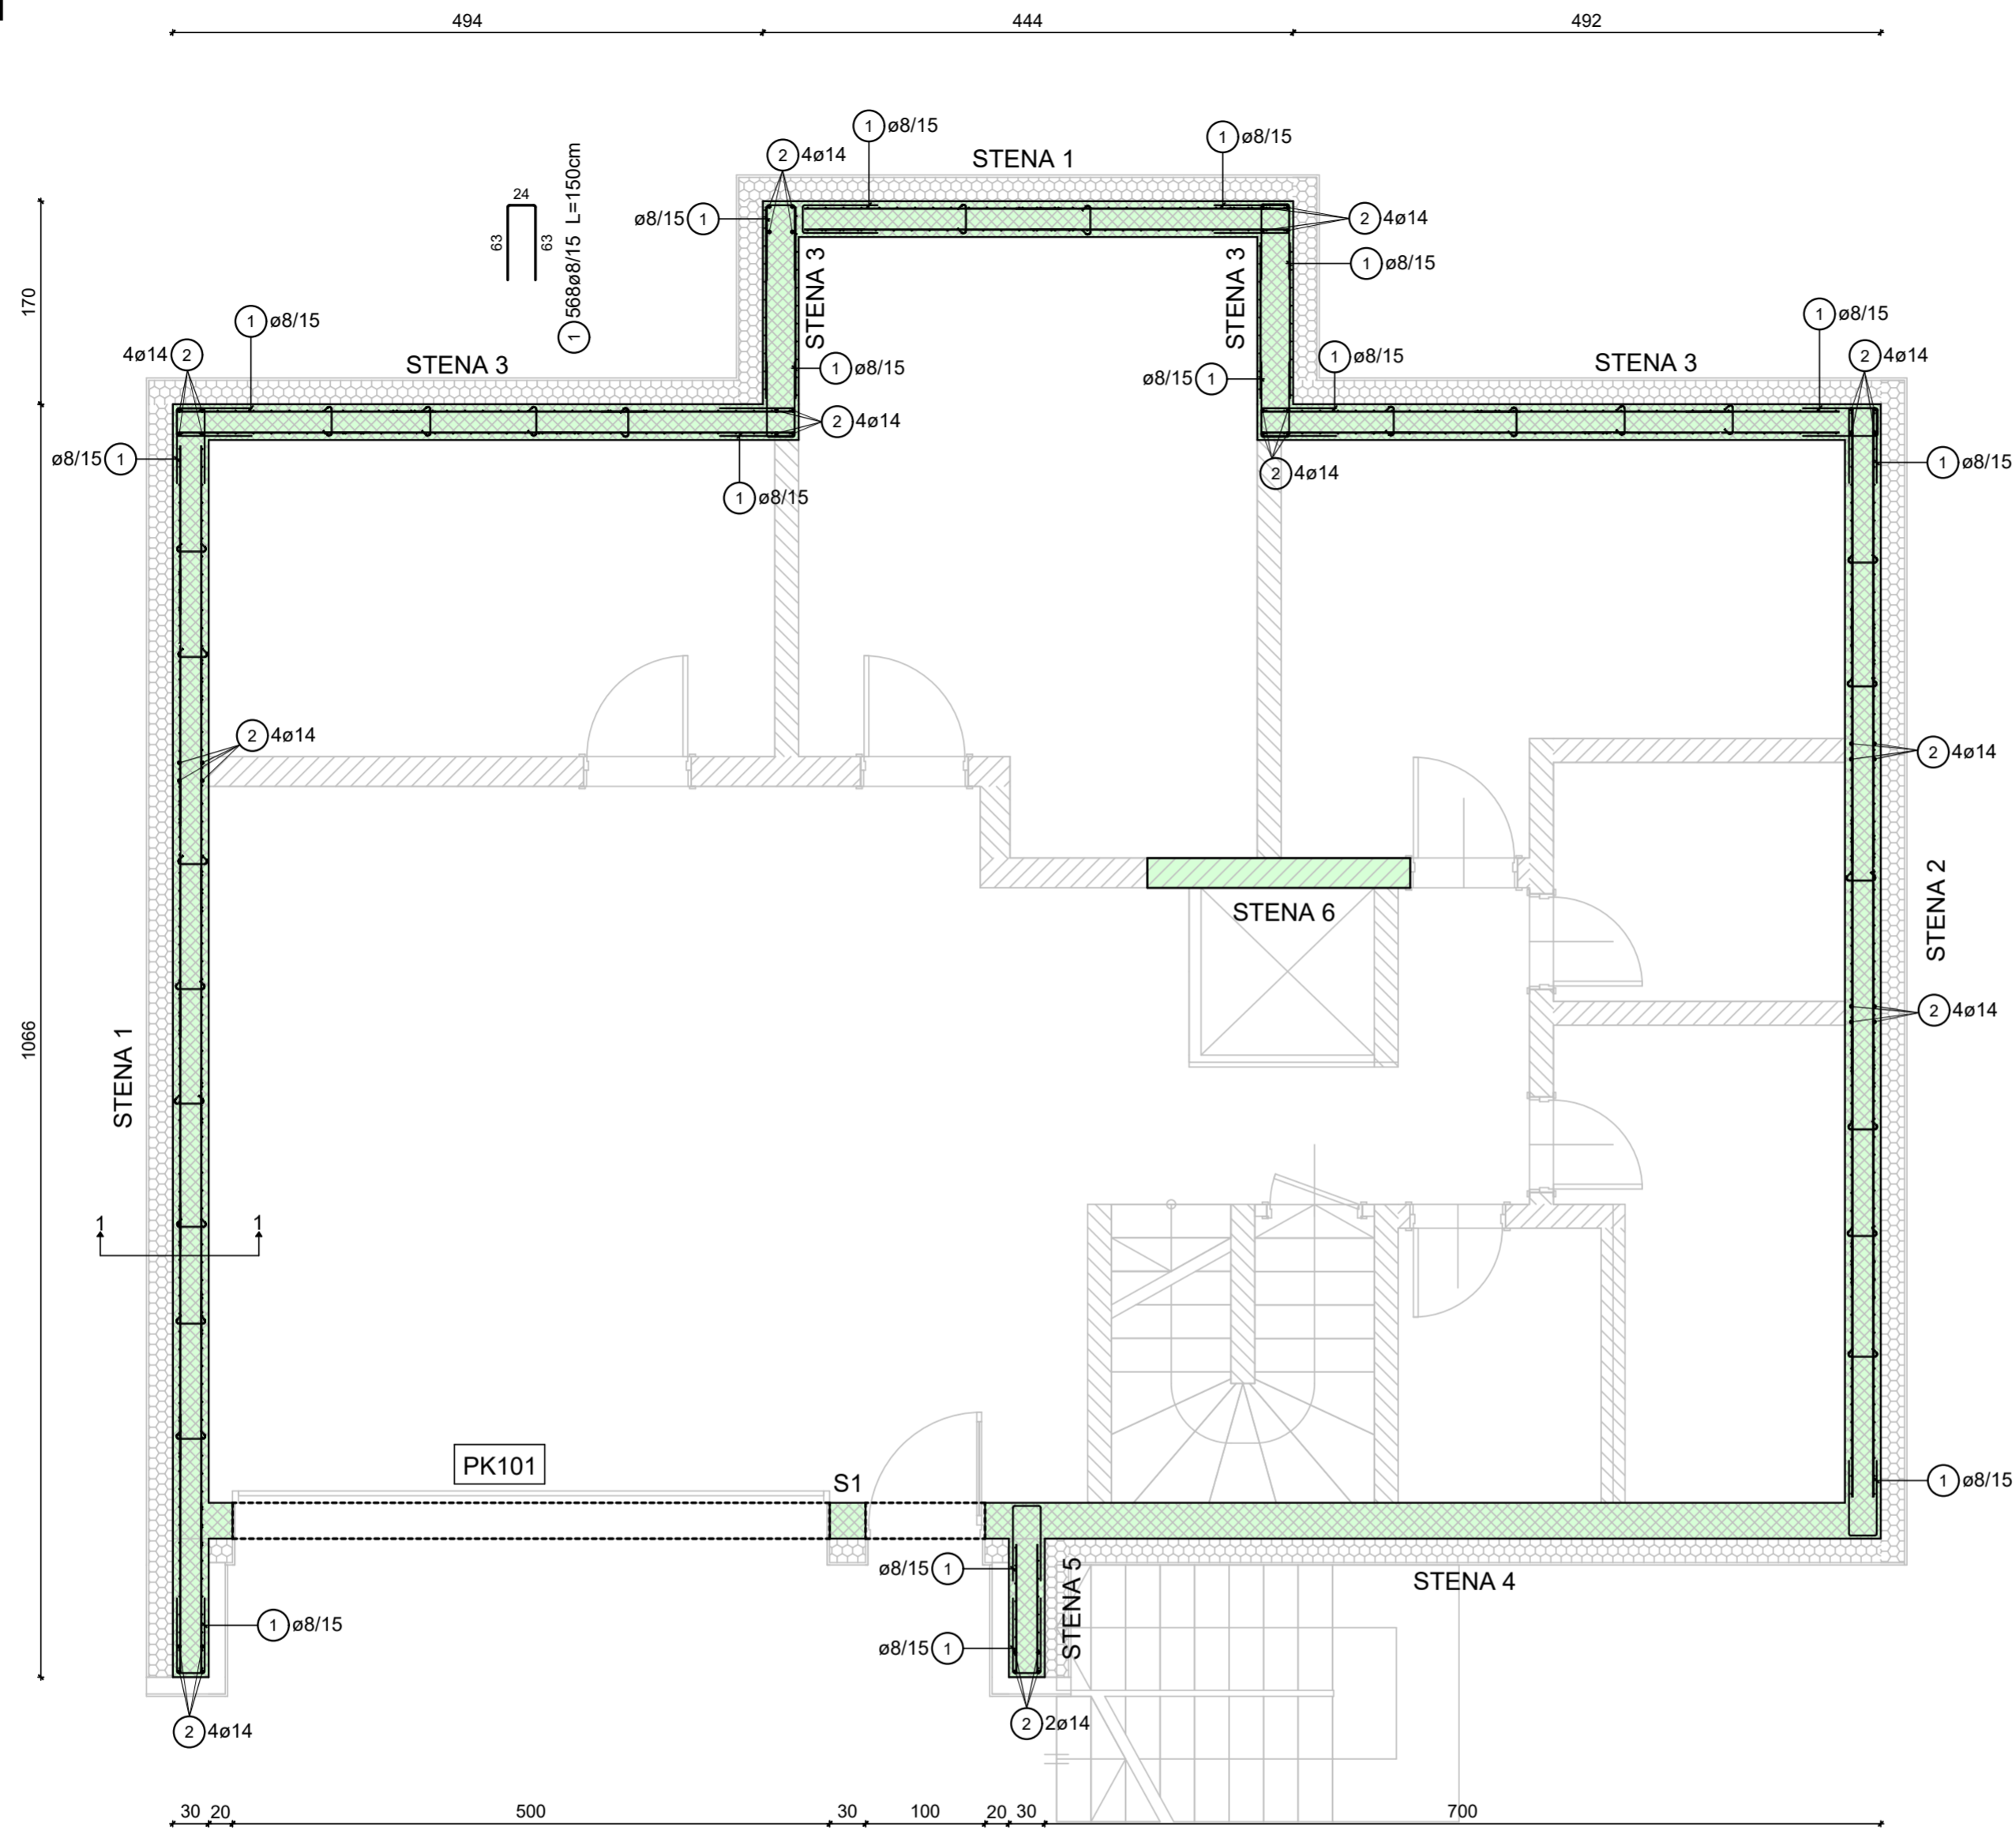 494
444
492
1 ø8/15
1 ø8/15
STENA 1
2 4ø14
24
63
63
1 568ø8/15 L=150cm
ø8/15 1
2 4ø14
STENA 3
STENA 3
1 ø8/15
170
1 ø8/15
1 ø8/15
4ø14 2
STENA 3
1 ø8/15
ø8/15 1
1 ø8/15
STENA 3
2 4ø14
2 4ø14
ø8/15 1
1 ø8/15
2 4ø14
1 ø8/15
2 4ø14
2 4ø14
STENA 6
STENA 2
2 4ø14
1066
STENA 1
1
1
PK101
S1
1 ø8/15
ø8/15 1
STENA 5
STENA 4
1 ø8/15
ø8/15 1
2 4ø14
2 2ø14
30
20
500
30
100
20
30
700